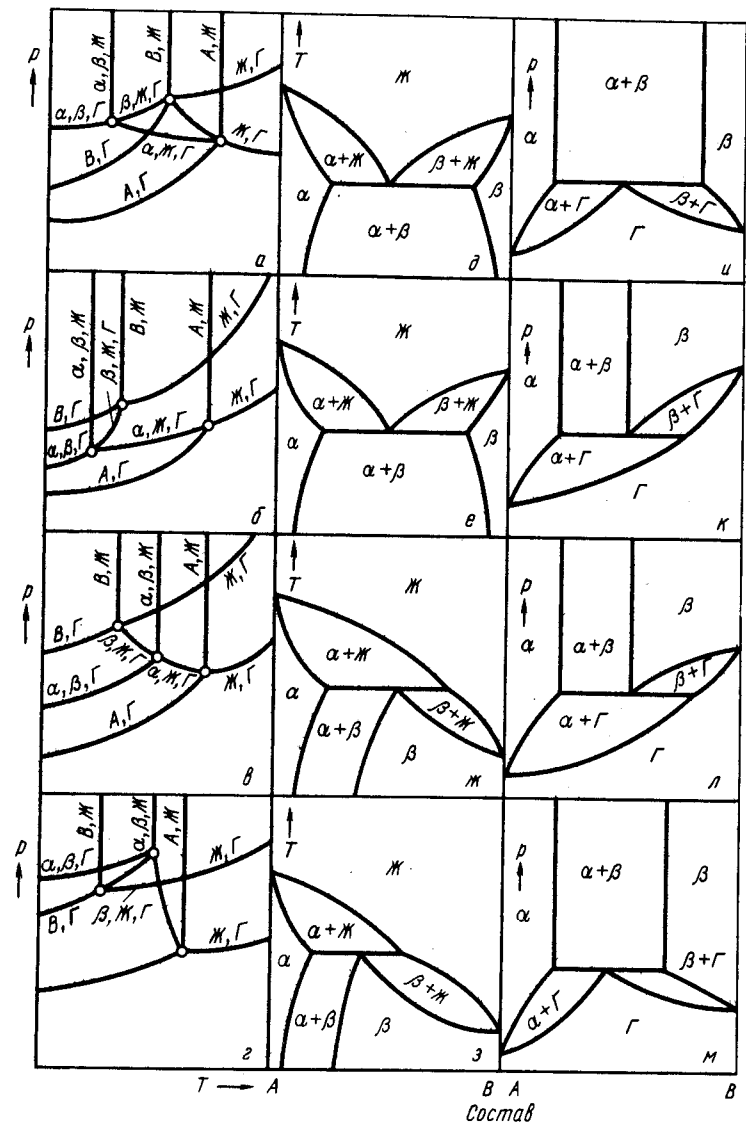 P
α,β,Ж
В,Ж
А,Ж
Ж,Г
α,β,Г
β,Ж,Г
α,Ж,Г
Ж,Г
В,Г
А,Г
а
T
Ж
α+Ж
β+Ж
α
β
α+β
д
P
α+β
α
β
α+Г
β+Г
Г
и
P
α,β,Ж
β,Ж,Г
В,Ж
А,Ж
Ж,Г
В,Г
α,Ж,Г
Ж,Г
α,β,Г
А,Г
б
T
Ж
α+Ж
β+Ж
α
β
α+β
е
P
α
α+β
β
β+Г
α+Г
Г
к
P
В,Ж
α,β,Ж
А,Ж
Ж,Г
В,Г
β,Ж,Г
α,Ж,Г
Ж,Г
α,β,Г
А,Г
в
T
Ж
α+Ж
α
α+β
β+Ж
β
ж
P
α
α+β
β
β+Г
α+Г
Г
л
P
В,Ж
α,β,Ж
А,Ж
α,β,Г
Ж,Г
В,Г
β,Ж,Г
Ж,Г
г
T
Ж
α+Ж
α
β+Ж
α+β
β
з
P
α+β
β
α
β+Г
α+Г
Г
м
T
А
В
А
В
Состав